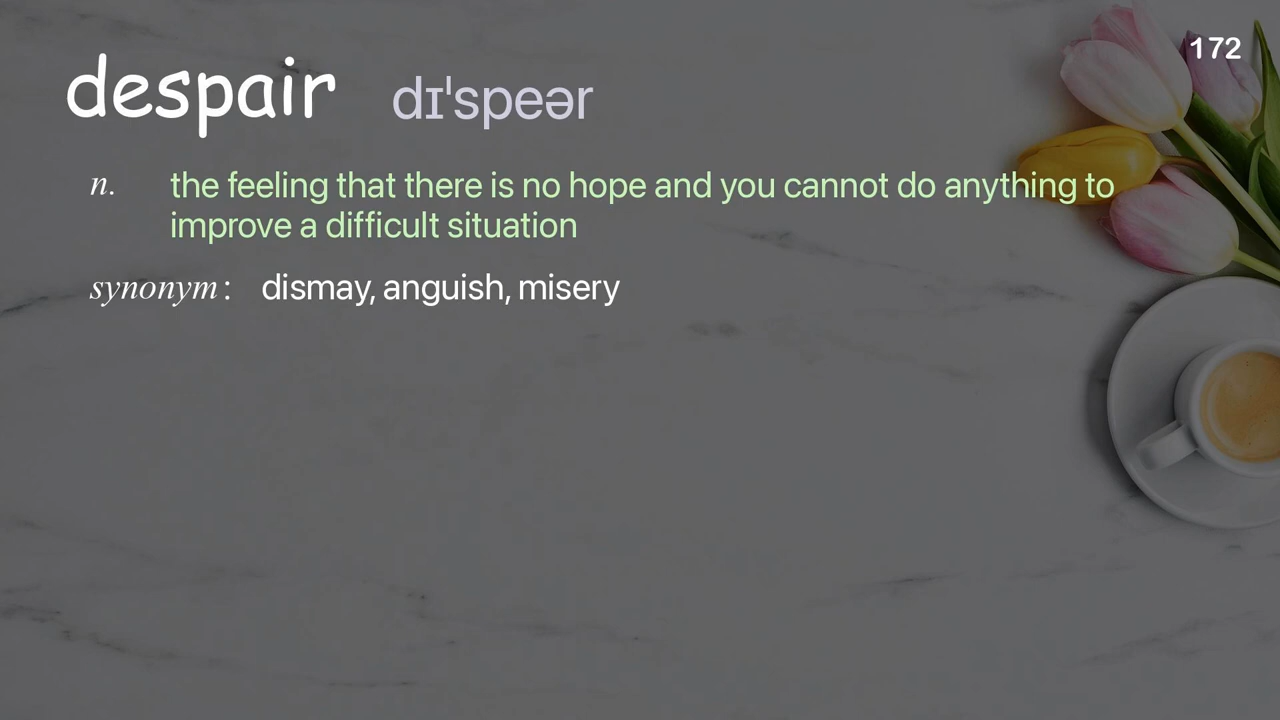 172
despair dɪˈspeər
n. the feeling that there is no hope and you cannot do anything to
improve a difficult situation
synonym: dismay, anguish, misery